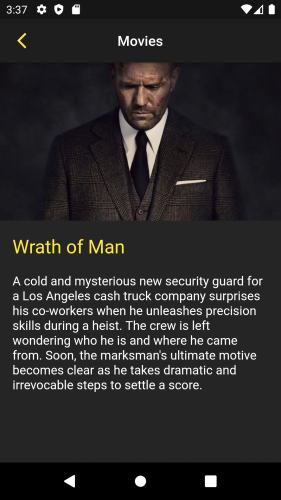 3:37
Movies
Wrath of Man
A cold and mysterious new security guard for
a Los Angeles cash truck company surprises
his co-workers when he unleashes precision
skills during a heist. The crew is left
wondering who he is and where he came
from. Soon, the marksman's ultimate motive
becomes clear as he takes dramatic and
irrevocable steps to settle a score.